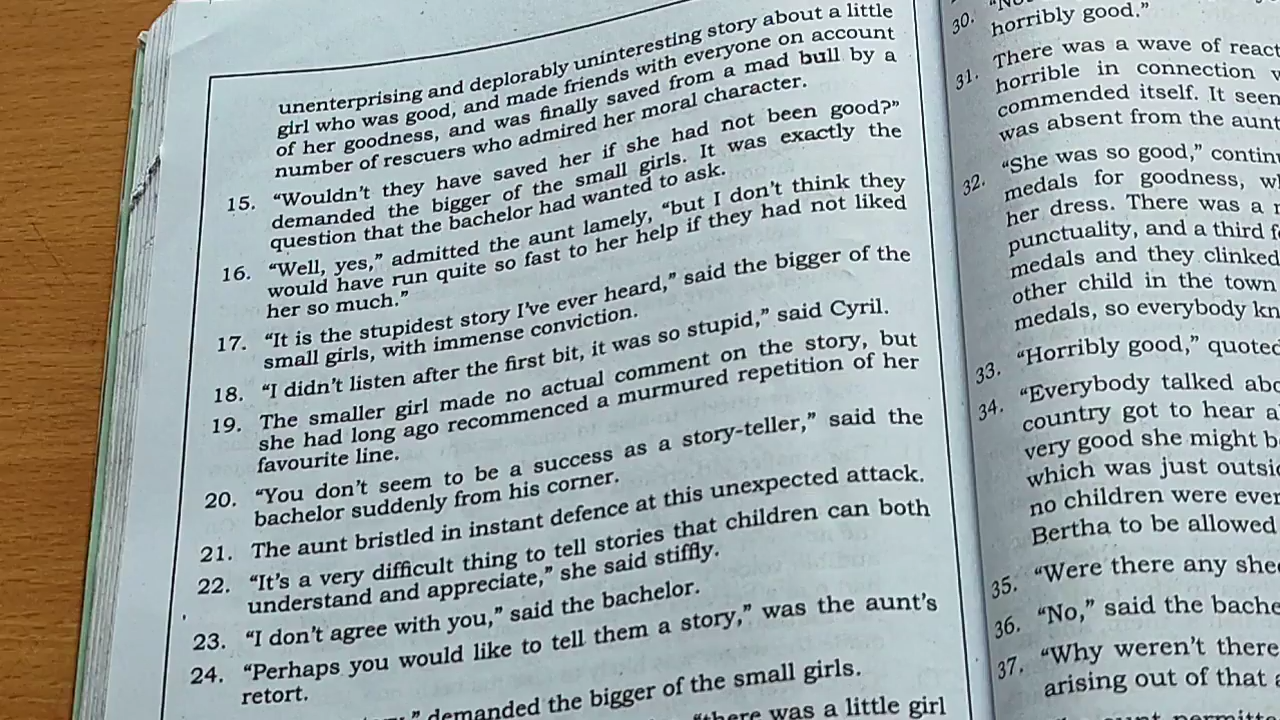 unenterprising and deplorably uninteresting story about a little
girl who was good, and made friends with everyone on account
of her goodness, and was finally saved from a mad bull by a
number of rescuers who admired her moral character.
15. “Wouldn’t they have saved her if she had not been good?”
demanded the bigger of the small girls. It was exactly the
question that the bachelor had wanted to ask.
16. “Well, yes,” admitted the aunt lamely, “but I don’t think they
would have run quite so fast to her help if they had not liked
her so much.”
17. “It is the stupidest story I’ve ever heard,” said the bigger of the
small girls, with immense conviction.
18. “I didn’t listen after the first bit, it was so stupid,” said Cyril.
19. The smaller girl made no actual comment on the story, but
she had long ago recommenced a murmured repetition of her
favourite line.
20. “You don’t seem to be a success as a story-teller,” said the
bachelor suddenly from his corner.
21. The aunt bristled in instant defence at this unexpected attack.
22. “It’s a very difficult thing to tell stories that children can both
understand and appreciate,” she said stiffly.
23. “I don’t agree with you,” said the bachelor.
24. “Perhaps you would like to tell them a story,” was the aunt’s
retort.
demanded the bigger of the small girls.
“there was a little girl
30.
horribly good.”
31. There was a wave of react
horrible in connection
commended itself. It seem
was absent from the aunt
32. “She was so good,” contin
medals for goodness,
her dress. There was a
punctuality, and a third
medals and they clinked
other child in the town
medals, so everybody kn
33. “Horribly good,” quoted
34. “Everybody talked abo
country got to hear a
very good she might b
which was just outsid
no children were ever
Bertha to be allowed
35. “Were there any shee
36. “No,” said the bache
37. “Why weren’t there
arising out of that a